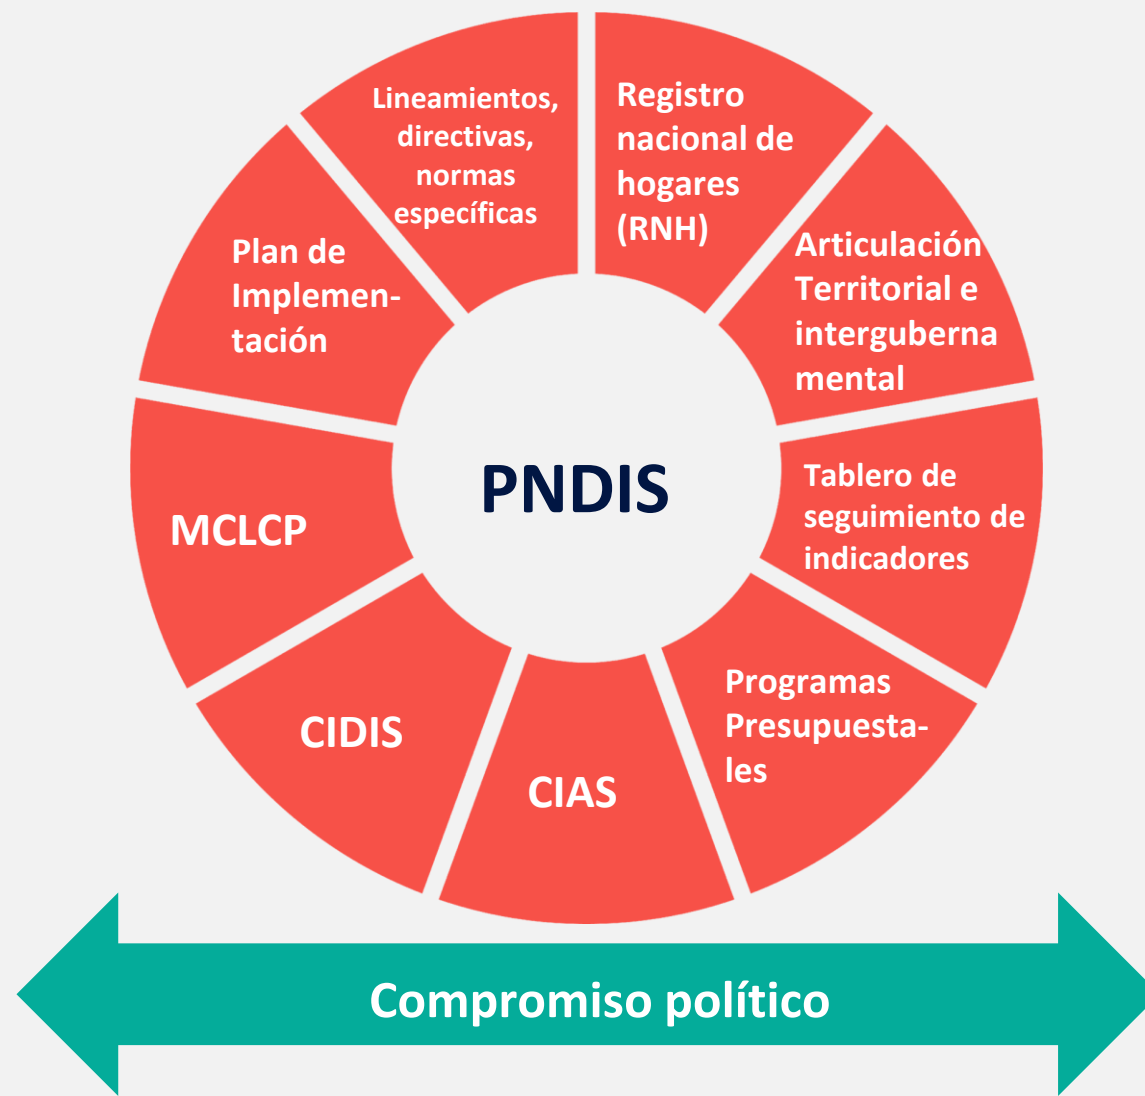 Lineamientos,
directivas,
normas
específicas
Registro
nacional de
hogares
(RNH)
Articulación
Territorial e
interguberna
mental
Tablero de
seguimiento de
indicadores
Programas
Presupuesta-
les
CIAS
CIDIS
MCLCP
Plan de
Implemen-
tación
PNDIS
Compromiso político